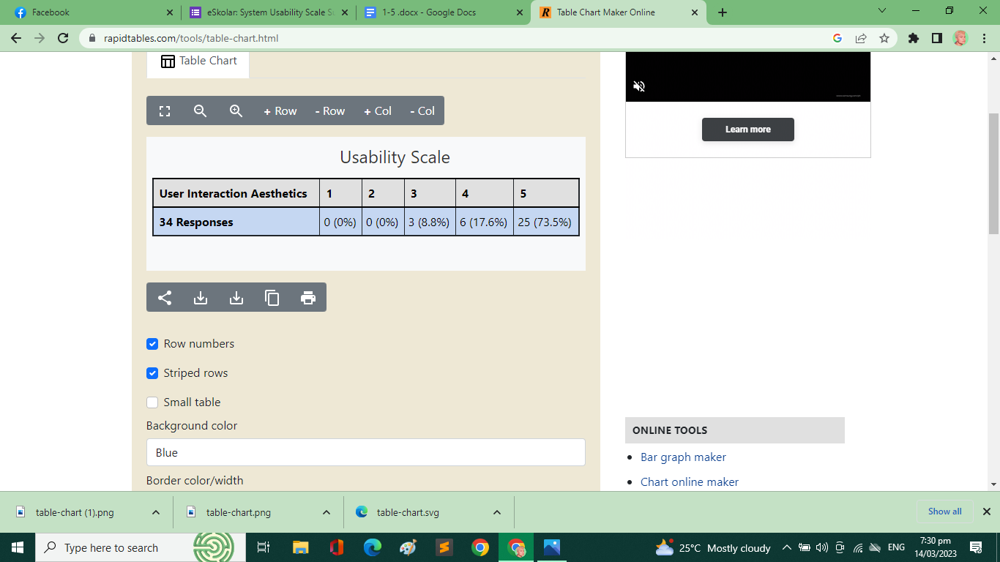 Facebook
eSkolar: System Usability Scale Su
1-5 .docx - Google Docs
Table Chart Maker Online
rapidtables.com/tools/table-chart.html
Table Chart
+ Row - Row + Col - Col
Learn more
Usability Scale
User Interaction Aesthetics 1 2 3 4 5
34 Responses 0 (0%) 0 (0%) 3 (8.8%) 6 (17.6%) 25 (73.5%)
Row numbers
Striped rows
Small table
Background color
Blue
Border color/width
ONLINE TOOLS
Bar graph maker
Chart online maker
table-chart (1).png
table-chart.png
table-chart.svg
Show all
Type here to search
25°C Mostly cloudy
ENG
7:30 pm
14/03/2023